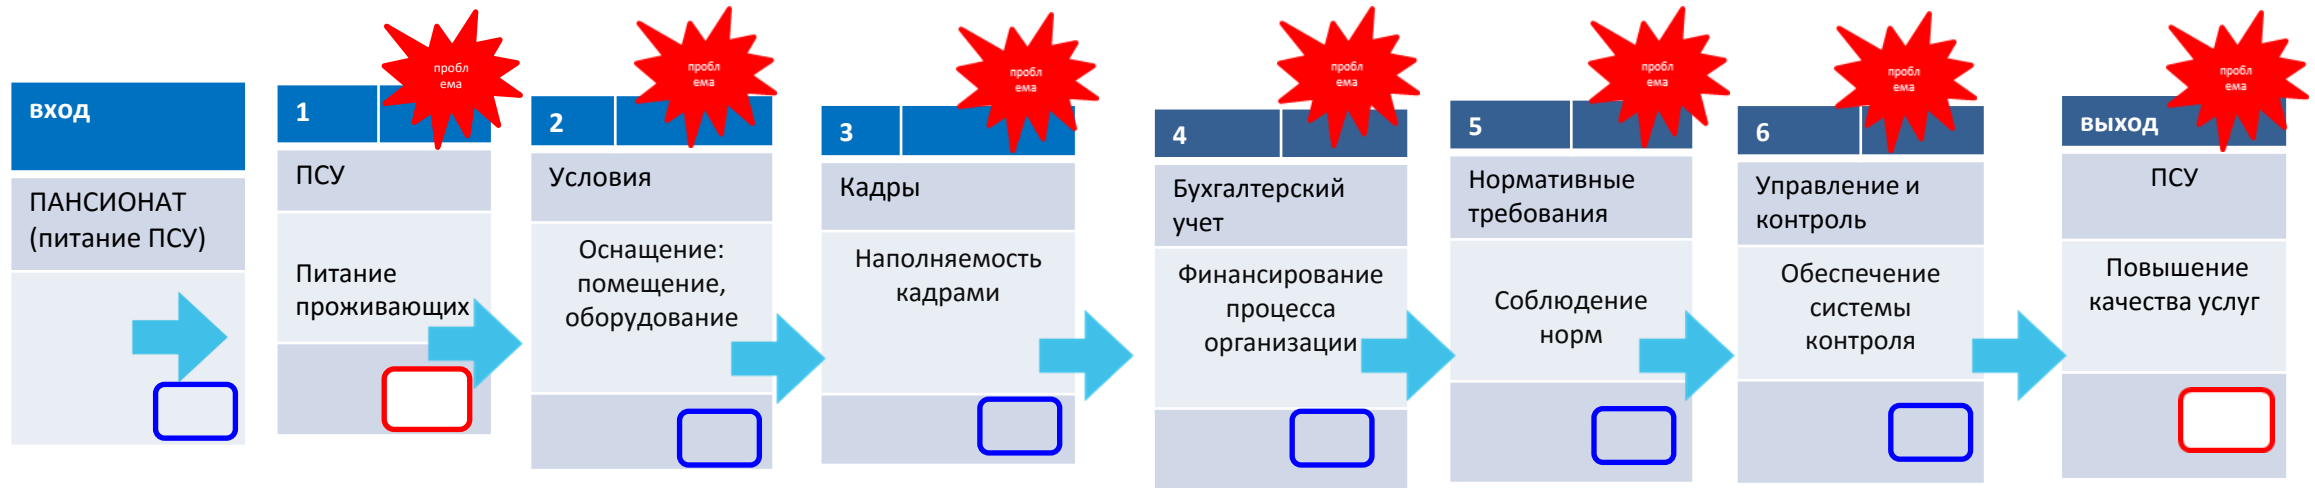 вход
ПАНСИОНАТ
(питание ПСУ)
пробл
ема
1
ПСУ
Питание
проживающих
пробл
ема
2
Условия
Оснащение:
помещение,
оборудование
пробл
ема
3
Кадры
Наполняемость
кадрами
пробл
ема
4
Бухгалтерский
учет
Финансирование
процесса
организации
пробл
ема
5
Нормативные
требования
Соблюдение
норм
пробл
ема
6
Управление и
контроль
Обеспечение
системы
контроля
пробл
ема
выход
ПСУ
Повышение
качества услуг